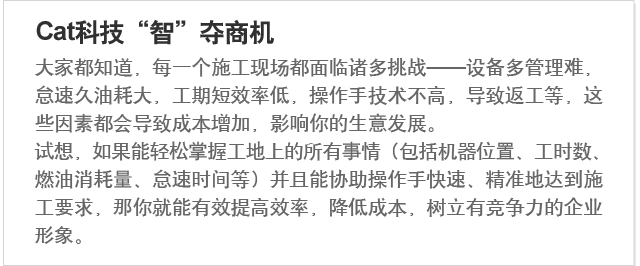 Cat科技“智”夺商机
大家都知道，每一个施工现场都面临诸多挑战——设备多管理难，
怠速久油耗大，工期短效率低，操作手技术不高，导致返工等，这
些因素都会导致成本增加，影响你的生意发展。
试想，如果能轻松掌握工地上的所有事情（包括机器位置、工时数、
燃油消耗量、怠速时间等）并且能协助操作手快速、精准地达到施
工要求，那你就能有效提高效率，降低成本，树立有竞争力的企业
形象。